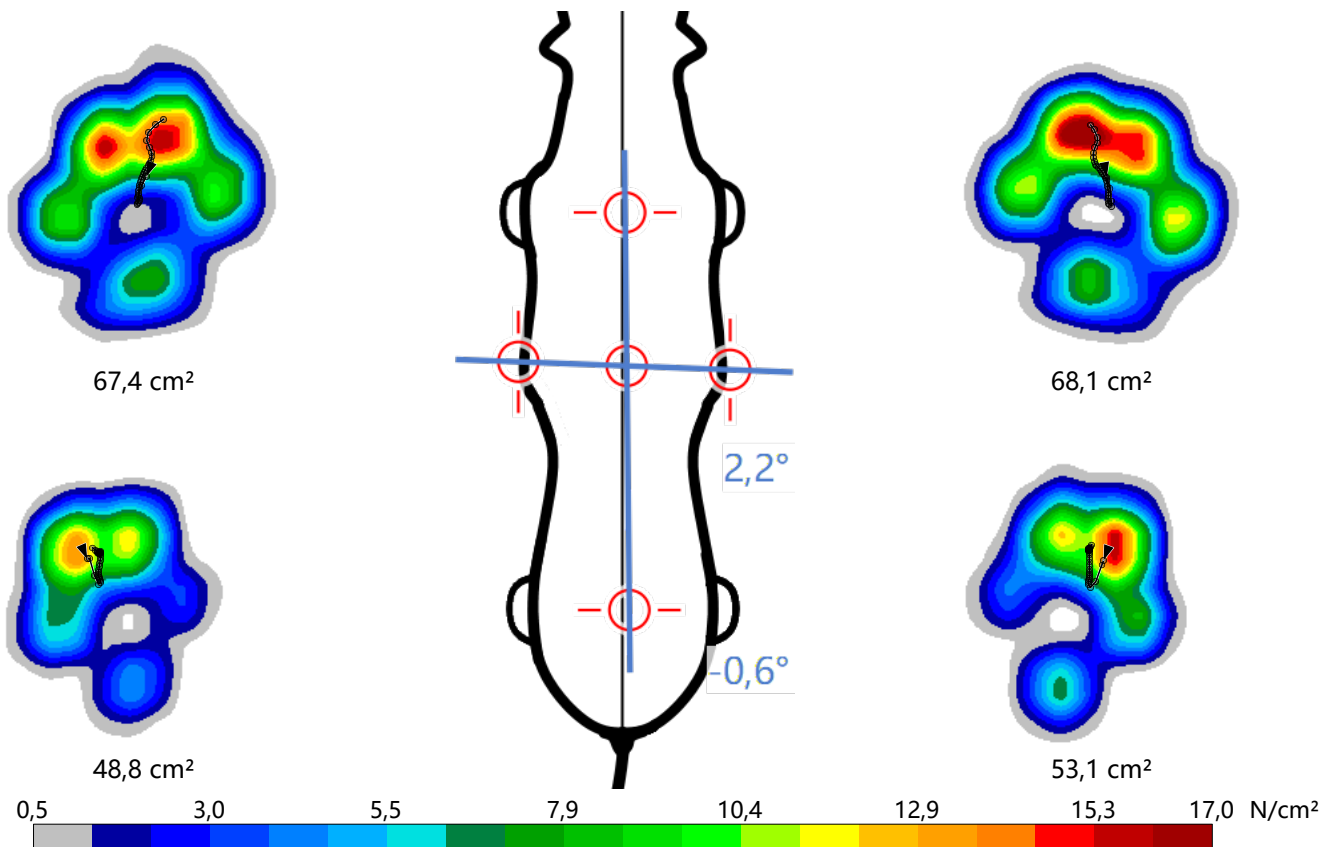 67,4 cm²
68,1 cm²
2,2°
-0,6°
48,8 cm²
53,1 cm²
0,5 3,0 5,5 7,9 10,4 12,9 15,3 17,0 N/cm²